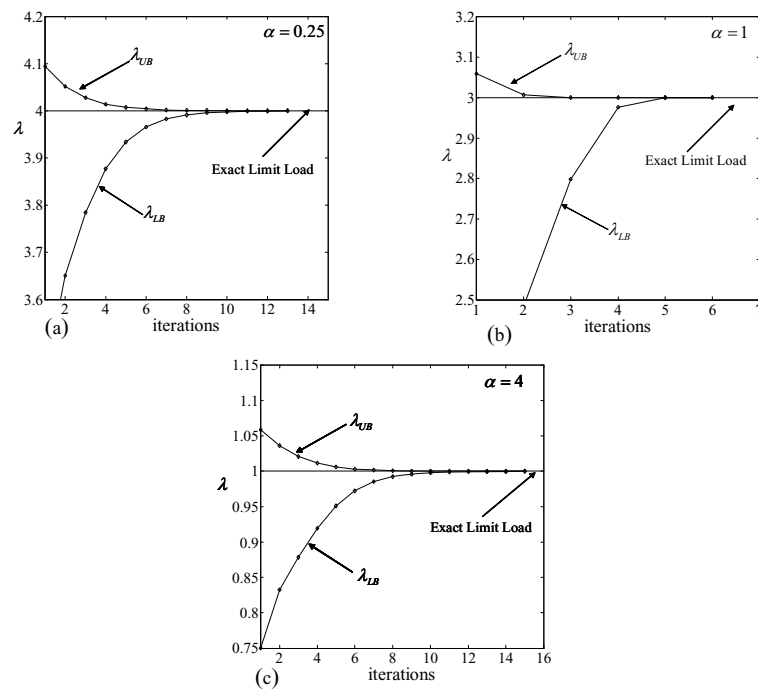 α = 0.25
4.2
4.1
4
3.9
3.8
3.7
3.6
λ
λUB
λLB
Exact Limit Load
2 4 6 8 10 12 14
iterations
(a)
α = 1
3.2
3.1
3
2.9
2.8
2.7
2.6
2.5
λ
λUB
λLB
Exact Limit Load
1 2 3 4 5 6 7
iterations
(b)
α = 4
1.15
1.1
1.05
1
0.95
0.9
0.85
0.8
0.75
λ
λUB
λLB
Exact Limit Load
2 4 6 8 10 12 14 16
iterations
(c)